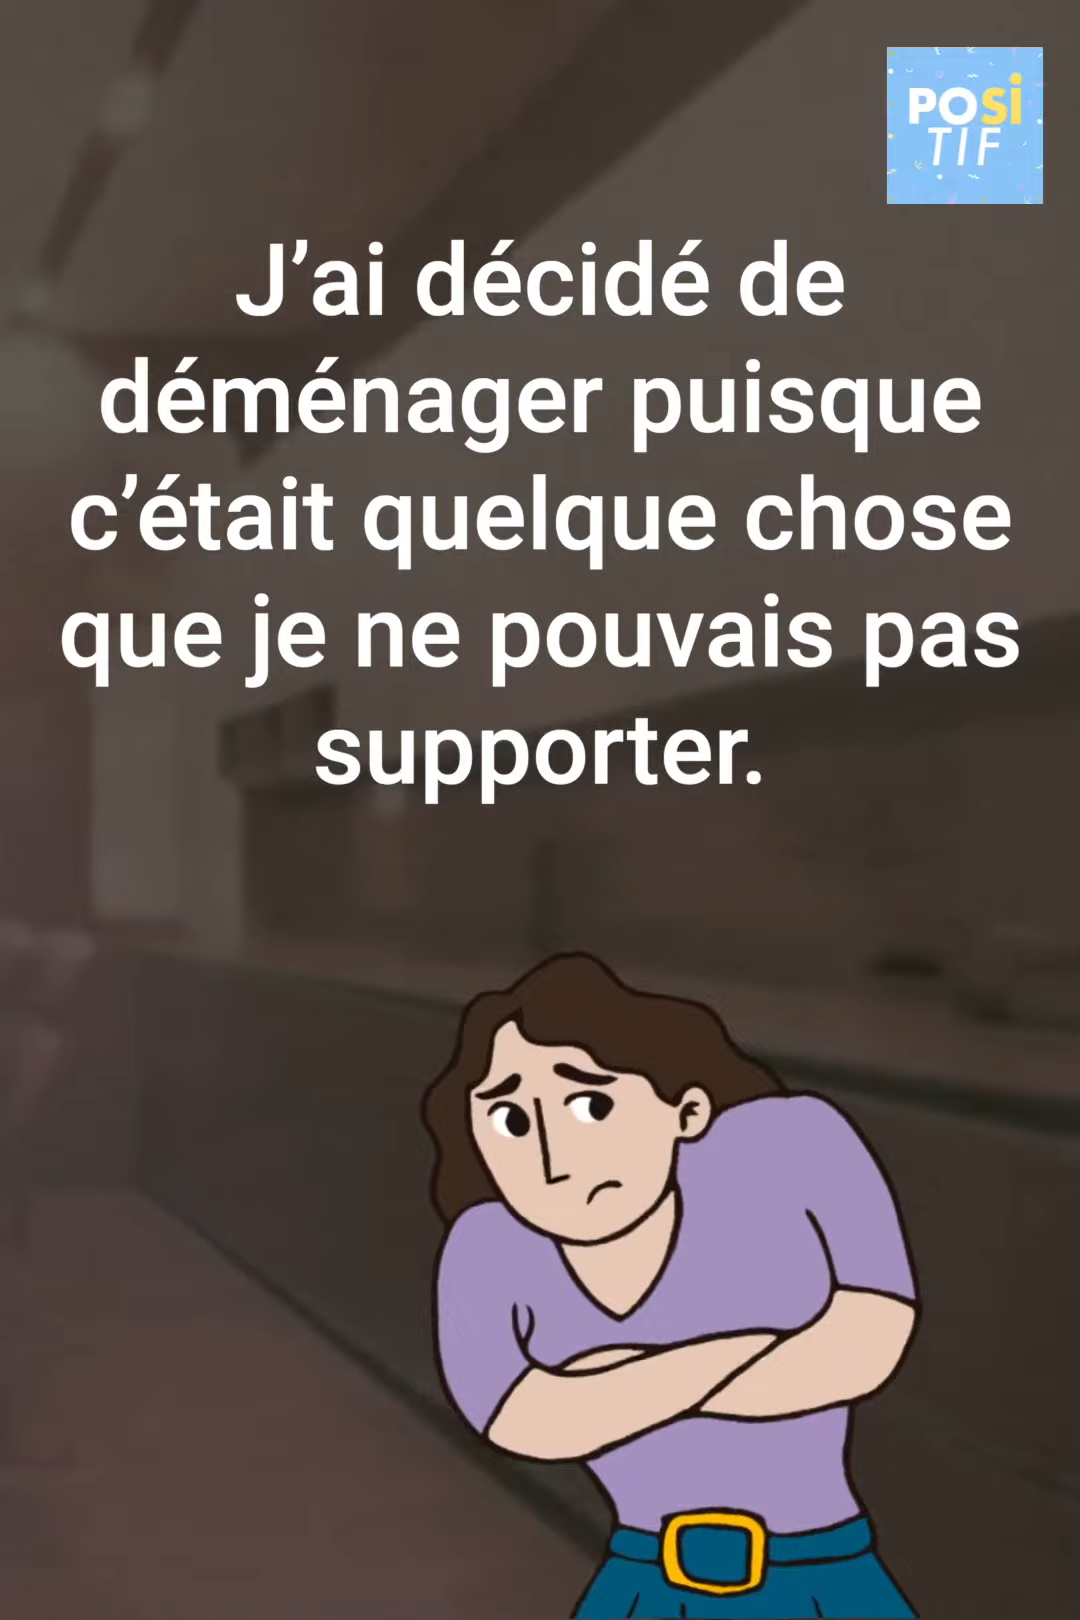 POSi
TIF
J’ai décidé de
déménager puisque
c’était quelque chose
que je ne pouvais pas
supporter.